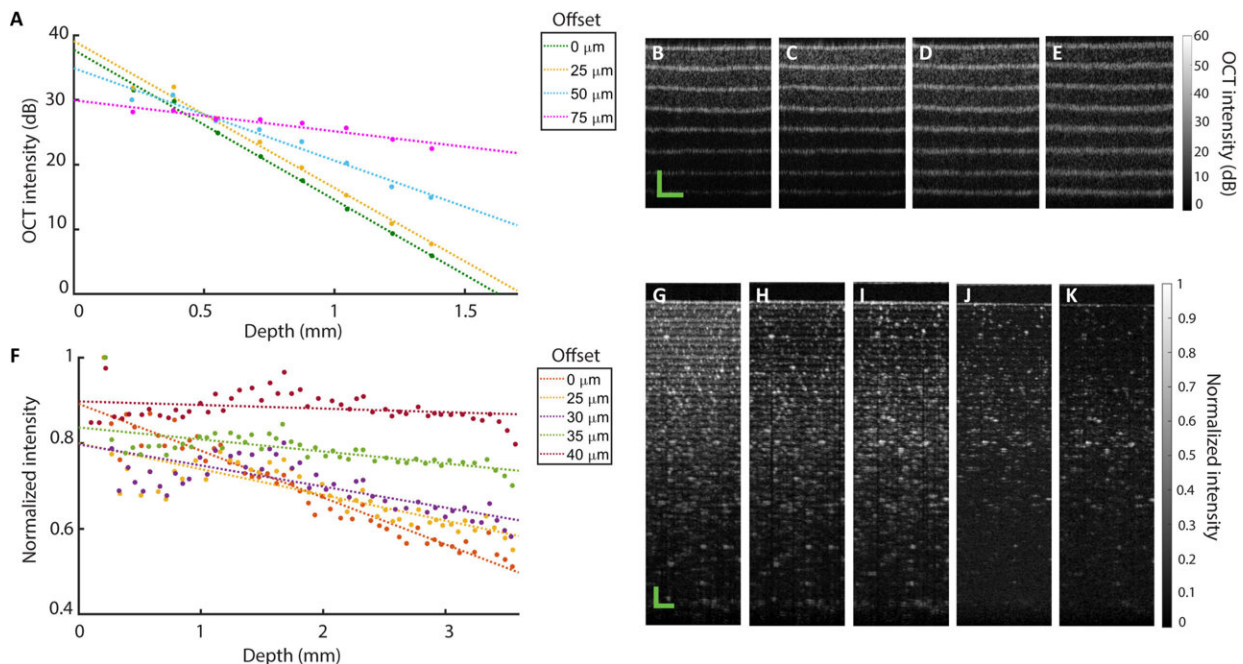 A
Offset
0 μm
25 μm
50 μm
75 μm
OCT intensity (dB)
40
30
20
10
0
0
0.5
1
1.5
Depth (mm)
B
C
D
E
60
50
40
30
20
10
0
OCT intensity (dB)
F
Offset
0 μm
25 μm
30 μm
35 μm
40 μm
Normalized intensity
1
0.8
0.6
0.4
0
1
2
3
Depth (mm)
G
H
I
J
K
1
0.9
0.8
0.7
0.6
0.5
0.4
0.3
0.2
0.1
0
Normalized intensity